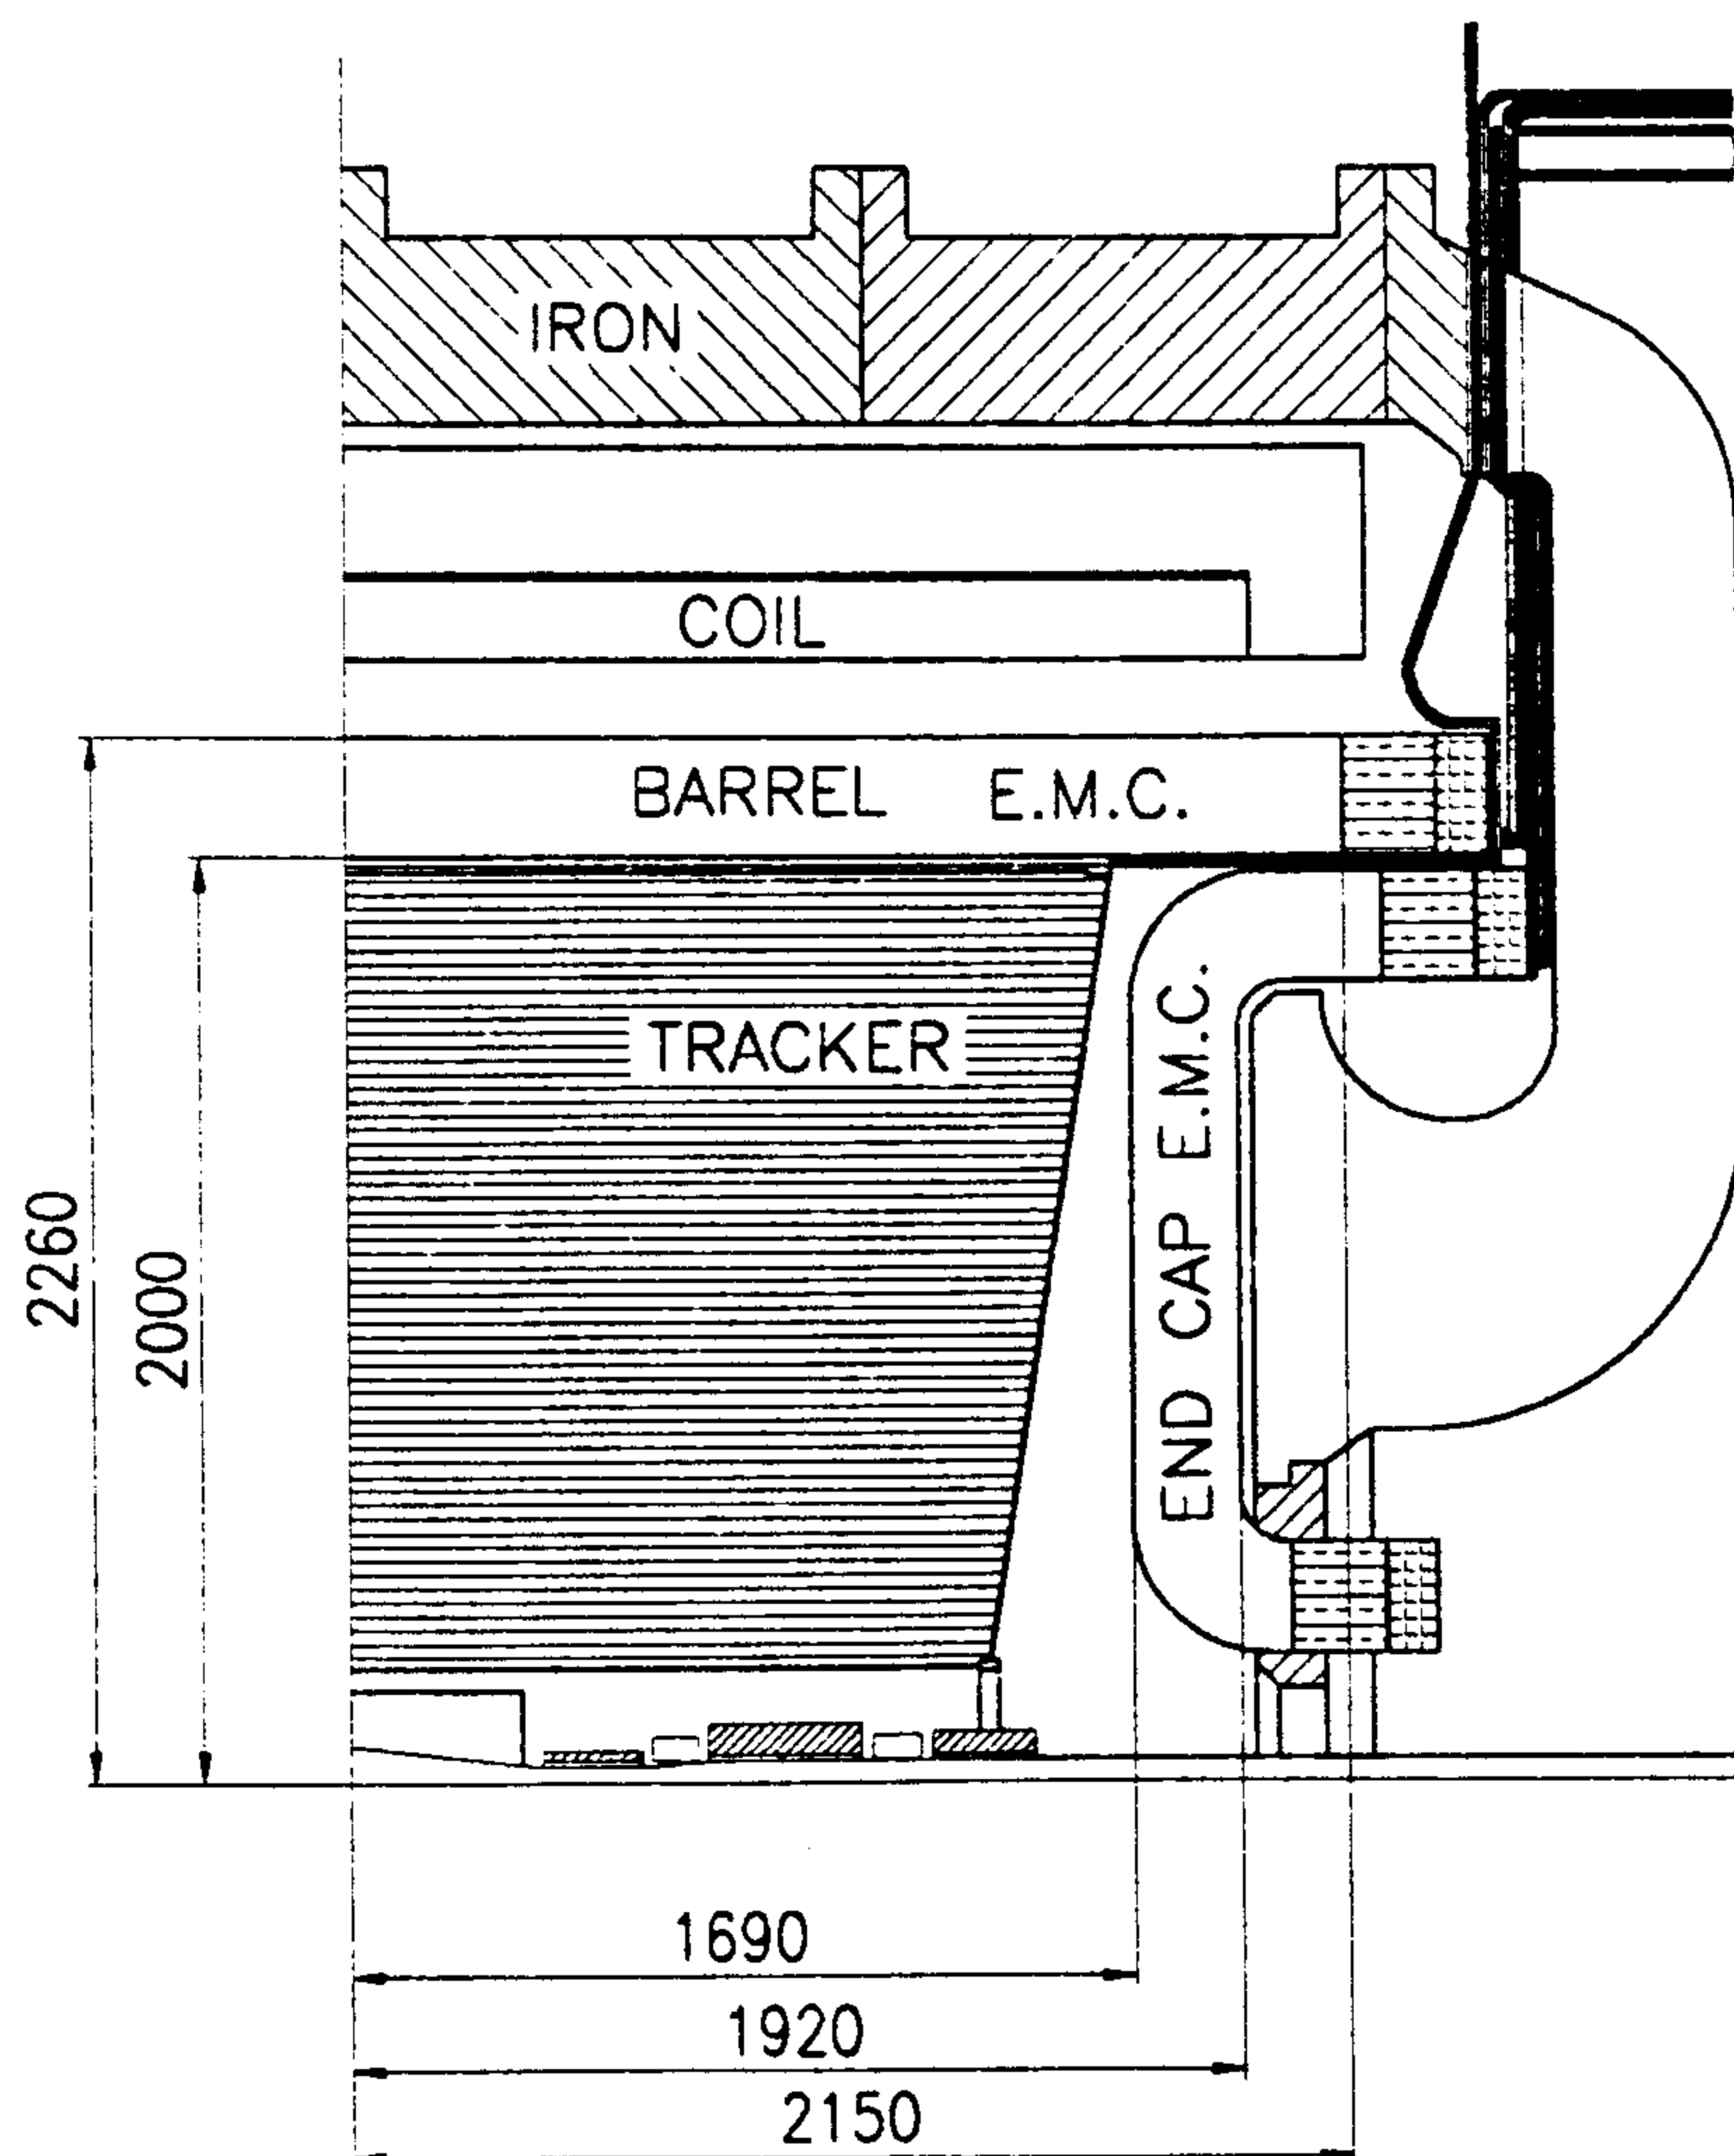 IRON
COIL
BARREL E.M.C.
TRACKER
END CAP E.M.C.
2260
2000
1690
1920
2150